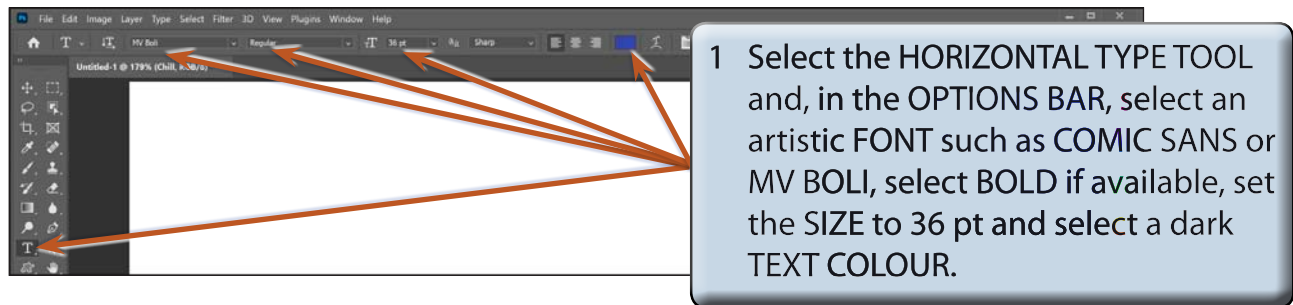 File Edit Image Layer Type Select Filter 3D View Plugins Window Help
MV Boli Regular 36 pt Sharp
Untitled-1 @ 179% (Chill, RGB/8)
1 Select the HORIZONTAL TYPE TOOL
and, in the OPTIONS BAR, select an
artistic FONT such as COMIC SANS or
MV BOLI, select BOLD if available, set
the SIZE to 36 pt and select a dark
TEXT COLOUR.